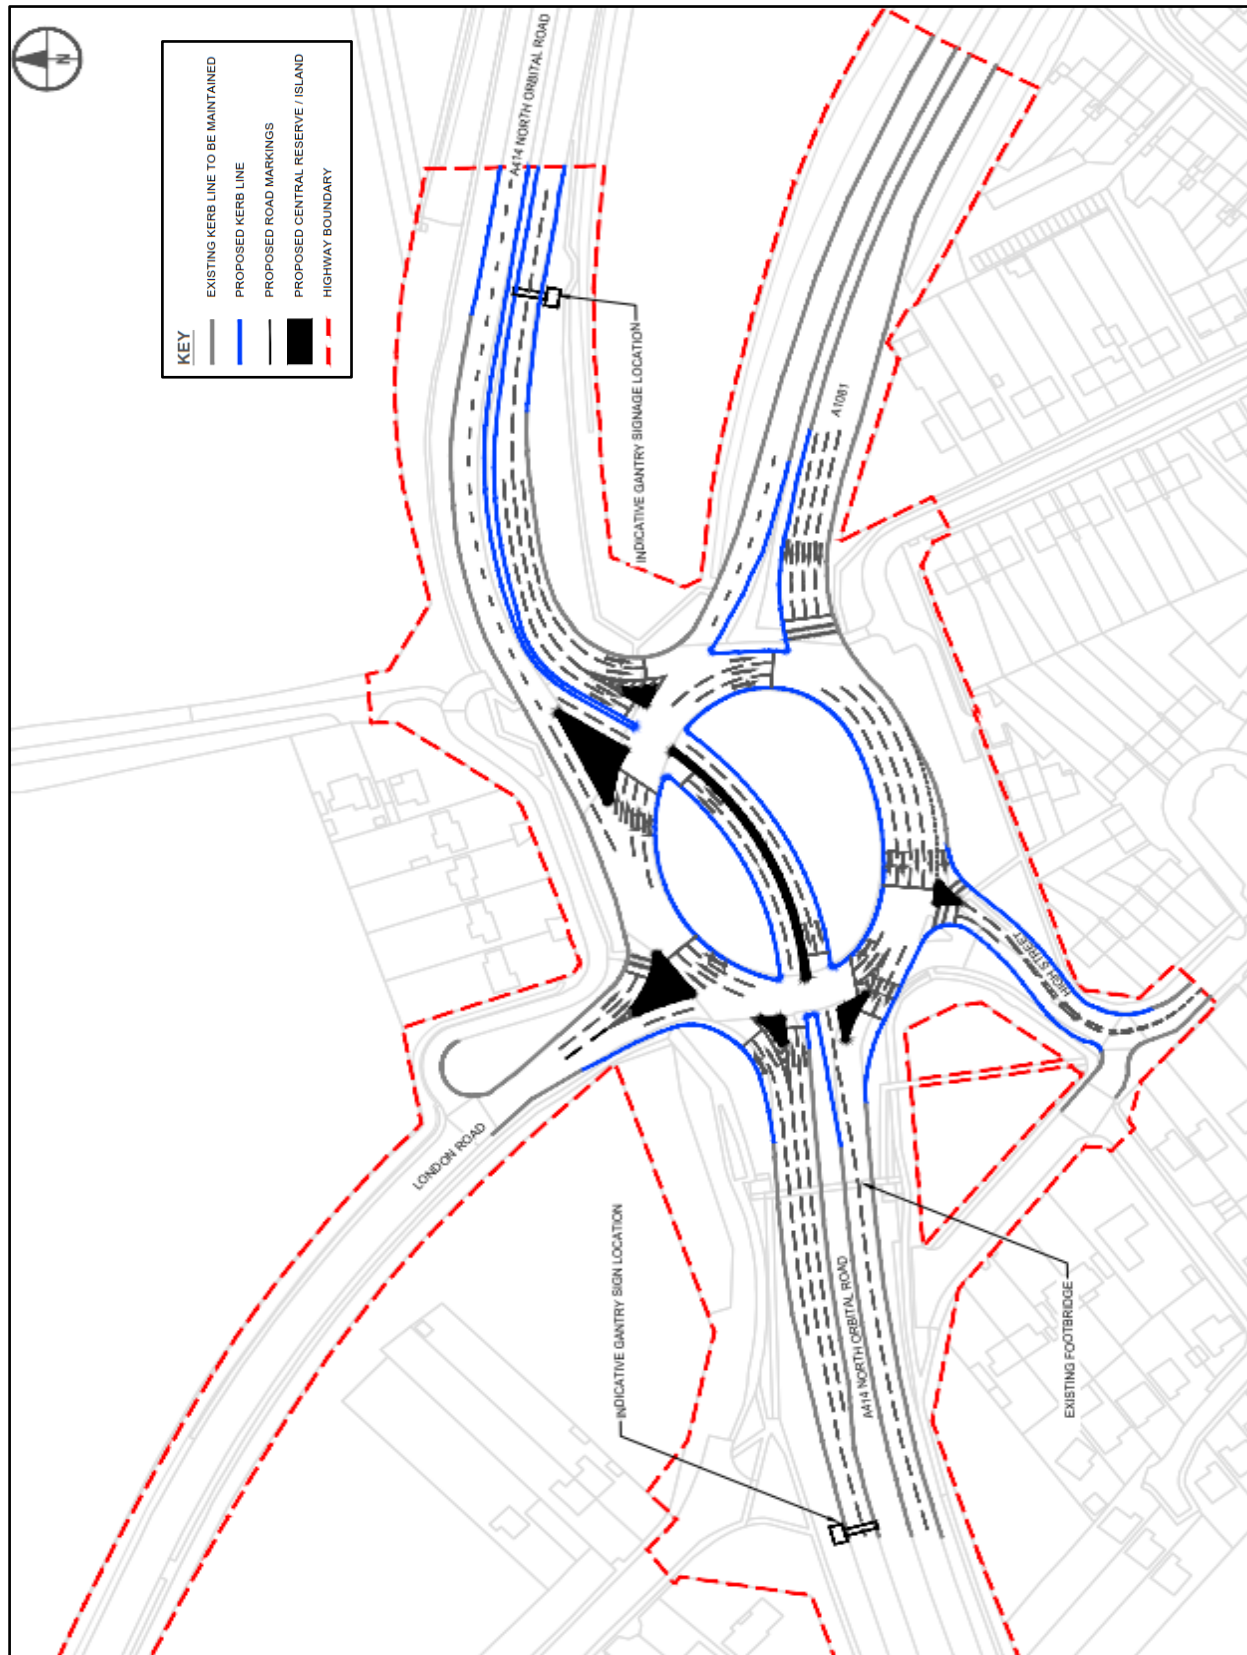 N
KEY
EXISTING KERB LINE TO BE MAINTAINED
PROPOSED KERB LINE
PROPOSED ROAD MARKINGS
PROPOSED CENTRAL RESERVE / ISLAND
HIGHWAY BOUNDARY
A414 NORTH ORBITAL ROAD
INDICATIVE GANTRY SIGNAGE LOCATION
A1081
HIGH STREET
LONDON ROAD
INDICATIVE GANTRY SIGN LOCATION
A414 NORTH ORBITAL ROAD
EXISTING FOOTBRIDGE